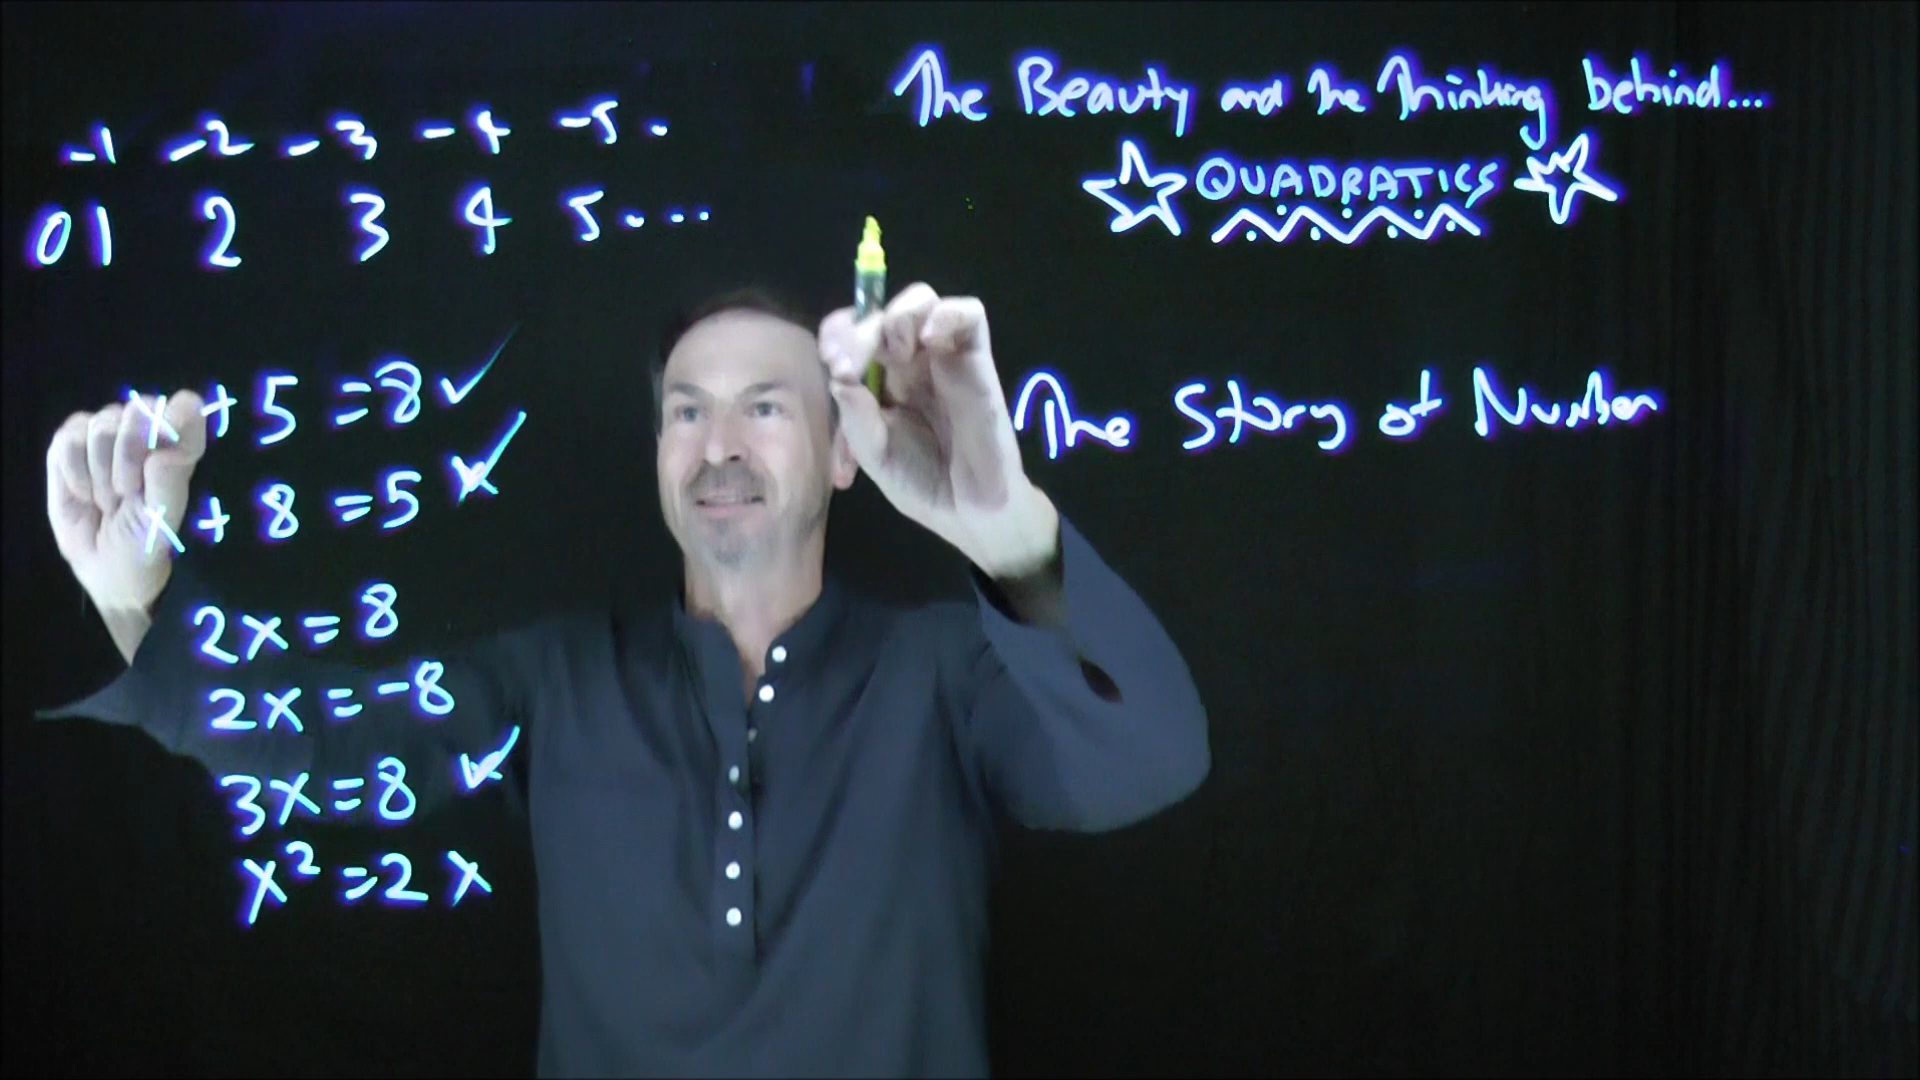 The Beauty and the Thinking behind...
QUADRATICS
-1 -2 -3 -4 -5 .
0 1 2 3 4 5 ...
The Story of Number
x + 5 = 8 ✓
x + 8 = 5 ✓
2x = 8
2x = -8
3x = 8 ✓
x² = 2x